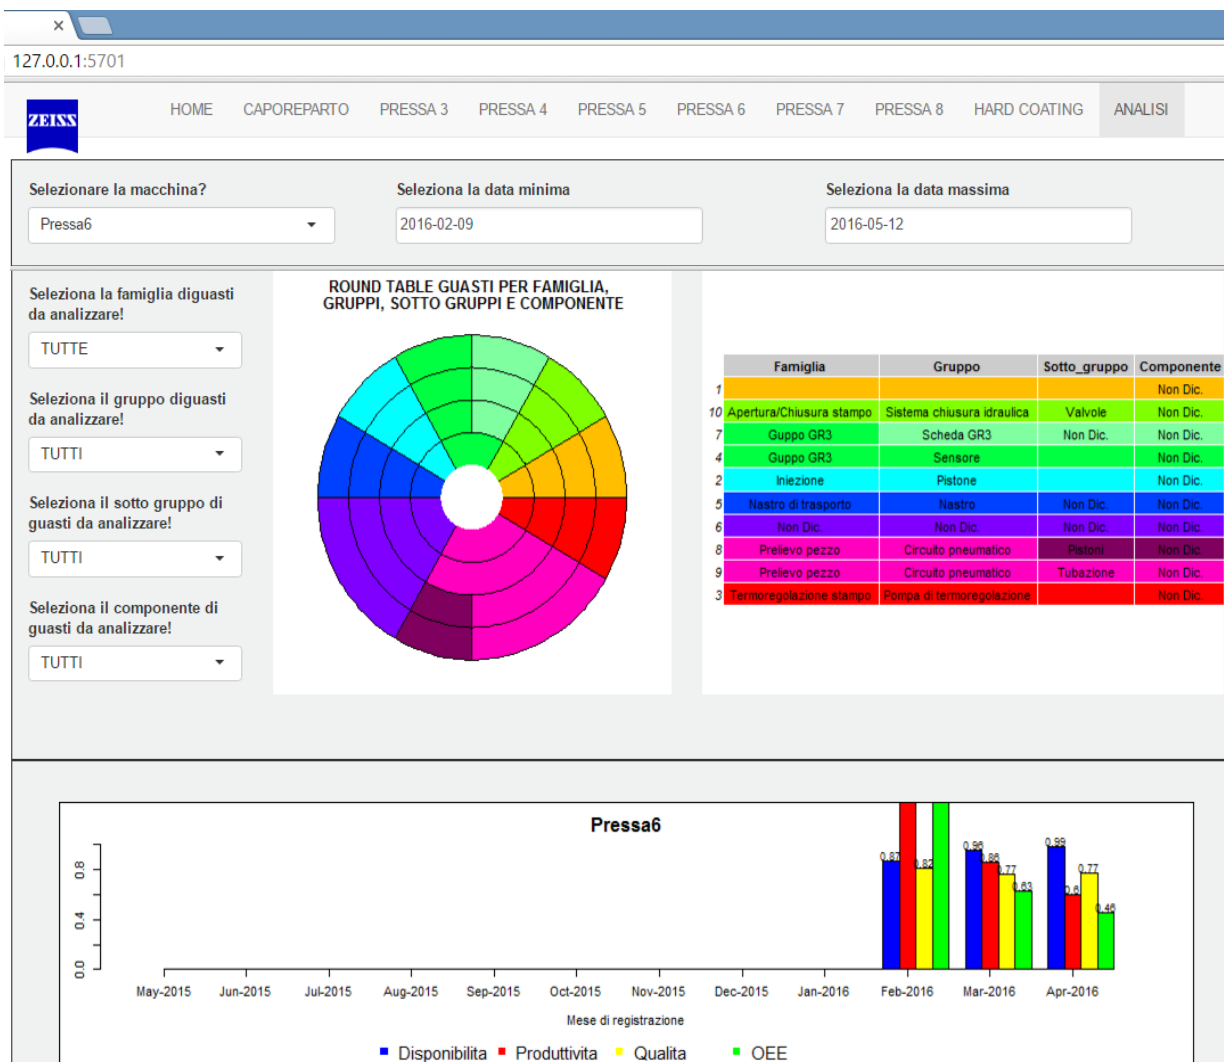 127.0.0.1:5701
ZEISS
HOME CAPOREPARTO PRESSA 3 PRESSA 4 PRESSA 5 PRESSA 6 PRESSA 7 PRESSA 8 HARD COATING ANALISI
Selezionare la macchina? Seleziona la data minima Seleziona la data massima
Pressa6 2016-02-09 2016-05-12
Seleziona la famiglia diguasti
da analizzare!
TUTTE
Seleziona il gruppo diguasti
da analizzare!
TUTTI
Seleziona il sotto gruppo di
guasti da analizzare!
TUTTI
Seleziona il componente di
guasti da analizzare!
TUTTI
ROUND TABLE GUASTI PER FAMIGLIA,
GRUPPI, SOTTO GRUPPI E COMPONENTE
Famiglia Gruppo Sotto_gruppo Componente
1 Non Dic.
10 Apertura/Chiusura stampo Sistema chiusura idraulica Valvole Non Dic.
7 Guppo GR3 Scheda GR3 Non Dic. Non Dic.
4 Guppo GR3 Sensore Non Dic.
2 Iniezione Pistone Non Dic.
5 Nastro di trasporto Nastro Non Dic. Non Dic.
6 Non Dic. Non Dic. Non Dic. Non Dic.
8 Prelievo pezzo Circuito pneumatico Pistoni Non Dic.
9 Prelievo pezzo Circuito pneumatico Tubazione Non Dic.
3 Termoregolazione stampo Pompa di termoregolazione Non Dic.
Pressa6
0.8
0.4
0.0
0.87 0.82 0.96 0.86 0.77 0.63 0.99 0.6 0.77 0.46
May-2015 Jun-2015 Jul-2015 Aug-2015 Sep-2015 Oct-2015 Nov-2015 Dec-2015 Jan-2016 Feb-2016 Mar-2016 Apr-2016
Mese di registrazione
Disponibilita Produttivita Qualita OEE